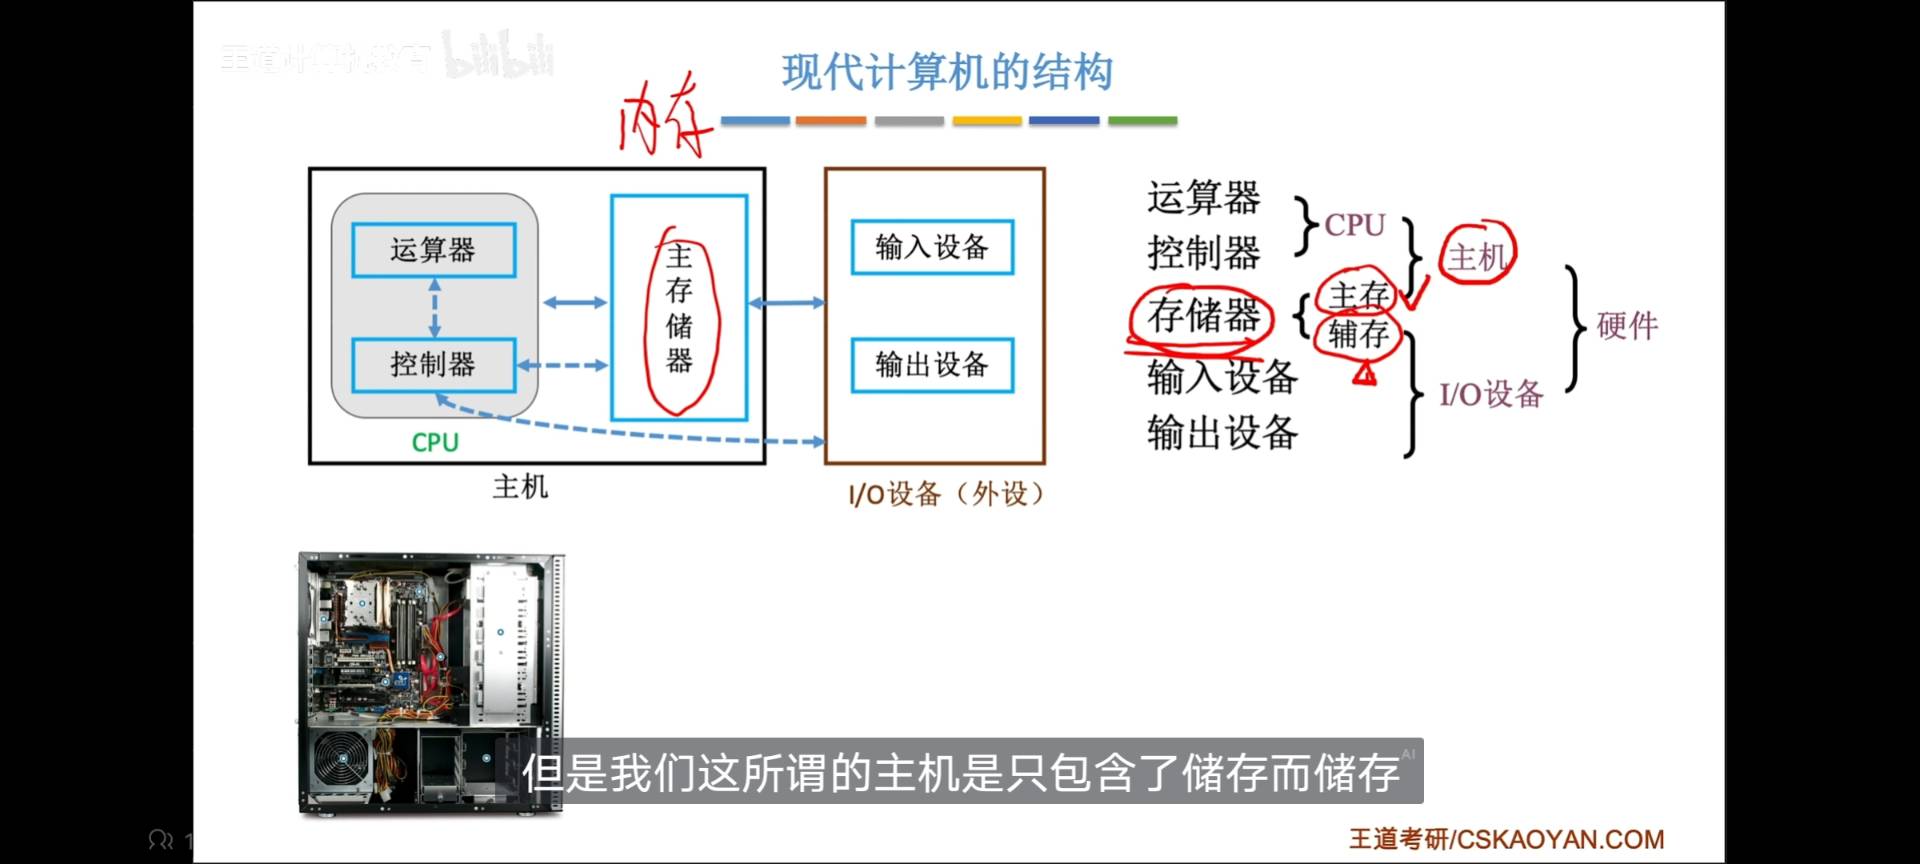 王道计算机教育 bilibili
现代计算机的结构
内存
运算器
控制器
CPU
主存储器
主机
输入设备
输出设备
I/O设备（外设）
运算器
控制器
存储器
输入设备
输出设备
CPU
主存
辅存
主机
I/O设备
硬件
但是我们这所谓的主机是只包含了储存而储存
AI
王道考研/CSKAOYAN.COM